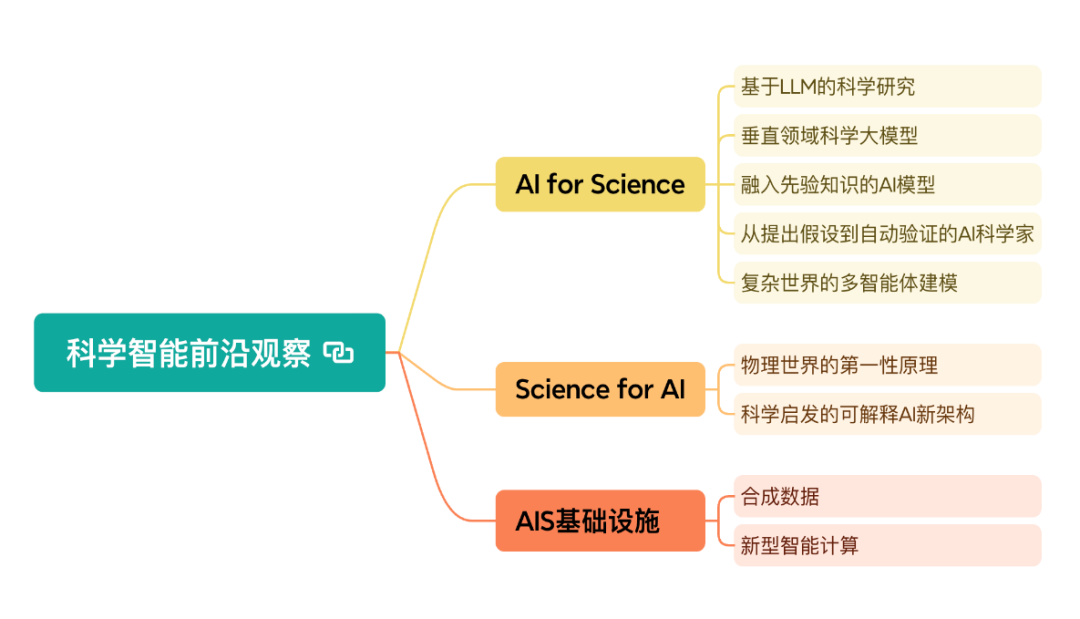 科学智能前沿观察
AI for Science
基于LLM的科学研究
垂直领域科学大模型
融入先验知识的AI模型
从提出假设到自动验证的AI科学家
复杂世界的多智能体建模
Science for AI
物理世界的第一性原理
科学启发的可解释AI新架构
AIS基础设施
合成数据
新型智能计算